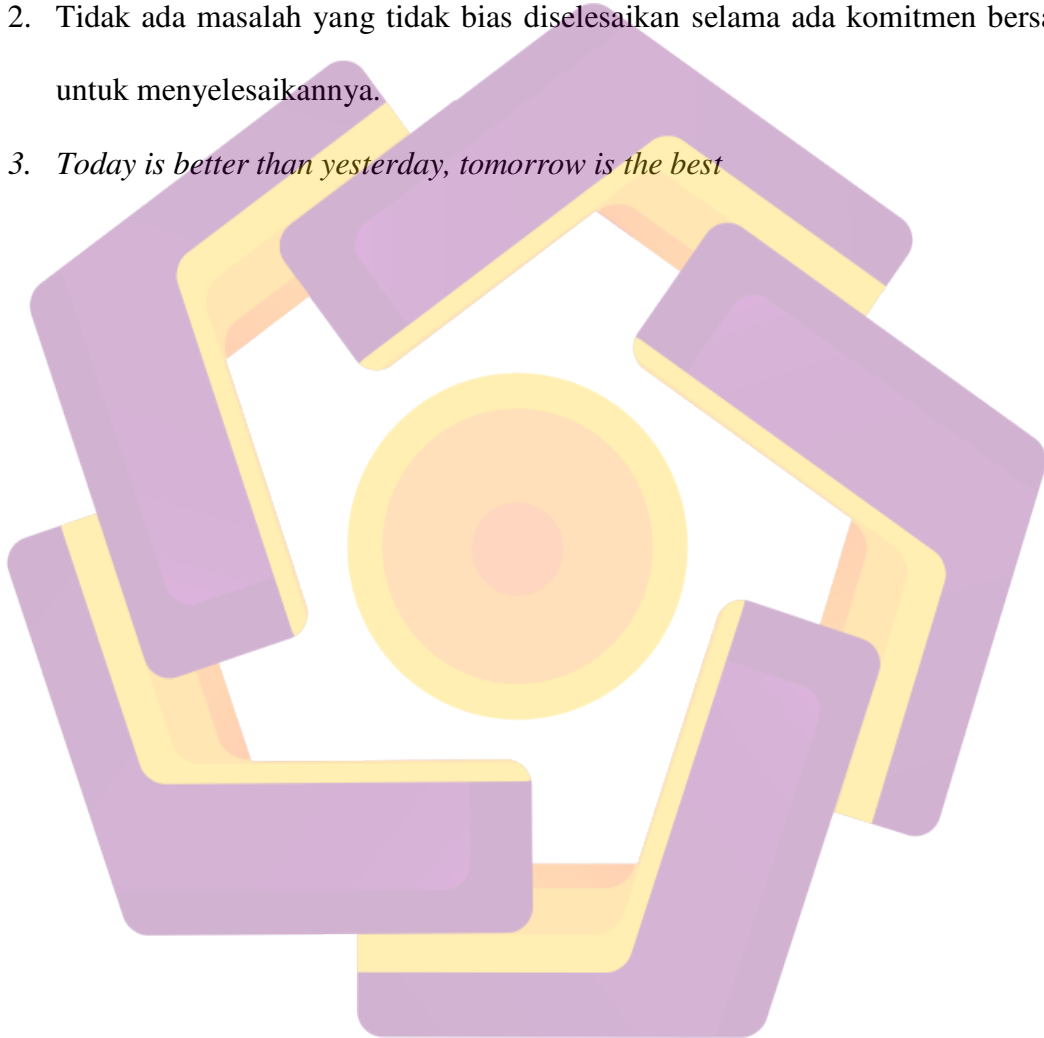 2. Tidak ada masalah yang tidak bias diselesaikan selama ada komitmen
untuk menyelesaikannya.
3. Today is better than yesterday, tomorrow is the best